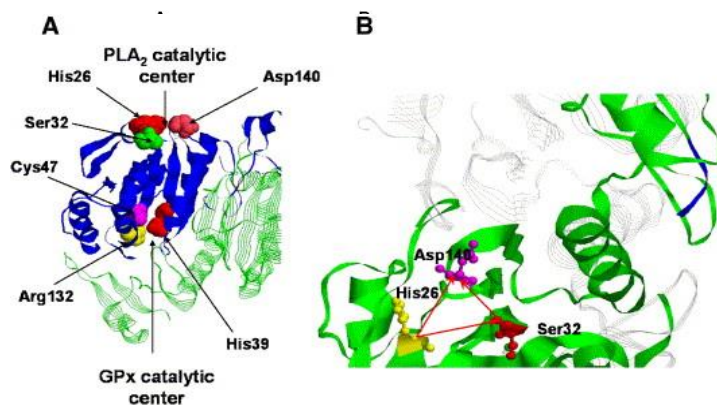 A
PLA₂ catalytic
center
His26
Asp140
Ser32
Cys47
Arg132
His39
GPx catalytic
center
B
Asp140
His26
Ser32